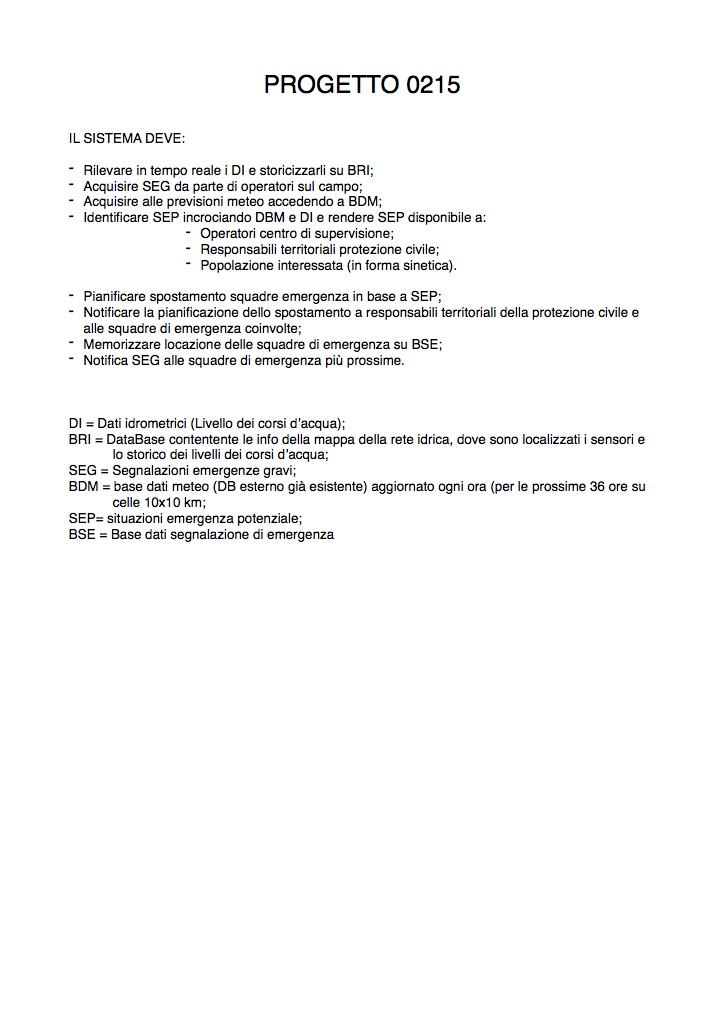 PROGETTO 0215
IL SISTEMA DEVE:
- Rilevare in tempo reale i DI e storicizzarli su BRI;
- Acquisire SEG da parte di operatori sul campo;
- Acquisire alle previsioni meteo accedendo a BDM;
- Identificare SEP incrociando DBM e DI e rendere SEP disponibile a:
- Operatori centro di supervisione;
- Responsabili territoriali protezione civile;
- Popolazione interessata (in forma sinetica).
- Pianificare spostamento squadre emergenza in base a SEP;
- Notificare la pianificazione dello spostamento a responsabili territoriali della protezione civile e
alle squadre di emergenza coinvolte;
- Memorizzare locazione delle squadre di emergenza su BSE;
- Notifica SEG alle squadre di emergenza più prossime.
DI = Dati idrometrici (Livello dei corsi d'acqua);
BRI = DataBase contentente le info della mappa della rete idrica, dove sono localizzati i sensori e
lo storico dei livelli dei corsi d'acqua;
SEG = Segnalazioni emergenze gravi;
BDM = base dati meteo (DB esterno già esistente) aggiornato ogni ora (per le prossime 36 ore su
celle 10x10 km;
SEP= situazioni emergenza potenziale;
BSE = Base dati segnalazione di emergenza